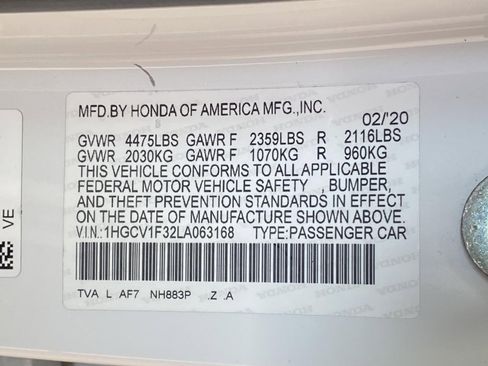 MFD.BY HONDA OF AMERICA MFG.,INC.
02/'20
GVWR 4475LBS GAWR F 2359LBS R 2116LBS
GVWR 2030KG GAWR F 1070KG R 960KG
THIS VEHICLE CONFORMS TO ALL APPLICABLE
FEDERAL MOTOR VEHICLE SAFETY , BUMPER,
AND THEFT PREVENTION STANDARDS IN EFFECT
ON THE DATE OF MANUFACTURE SHOWN ABOVE.
V.I.N.:1HGCV1F32LA063168 TYPE:PASSENGER CAR
TVA L .AF7 NH883P .Z .A
VE